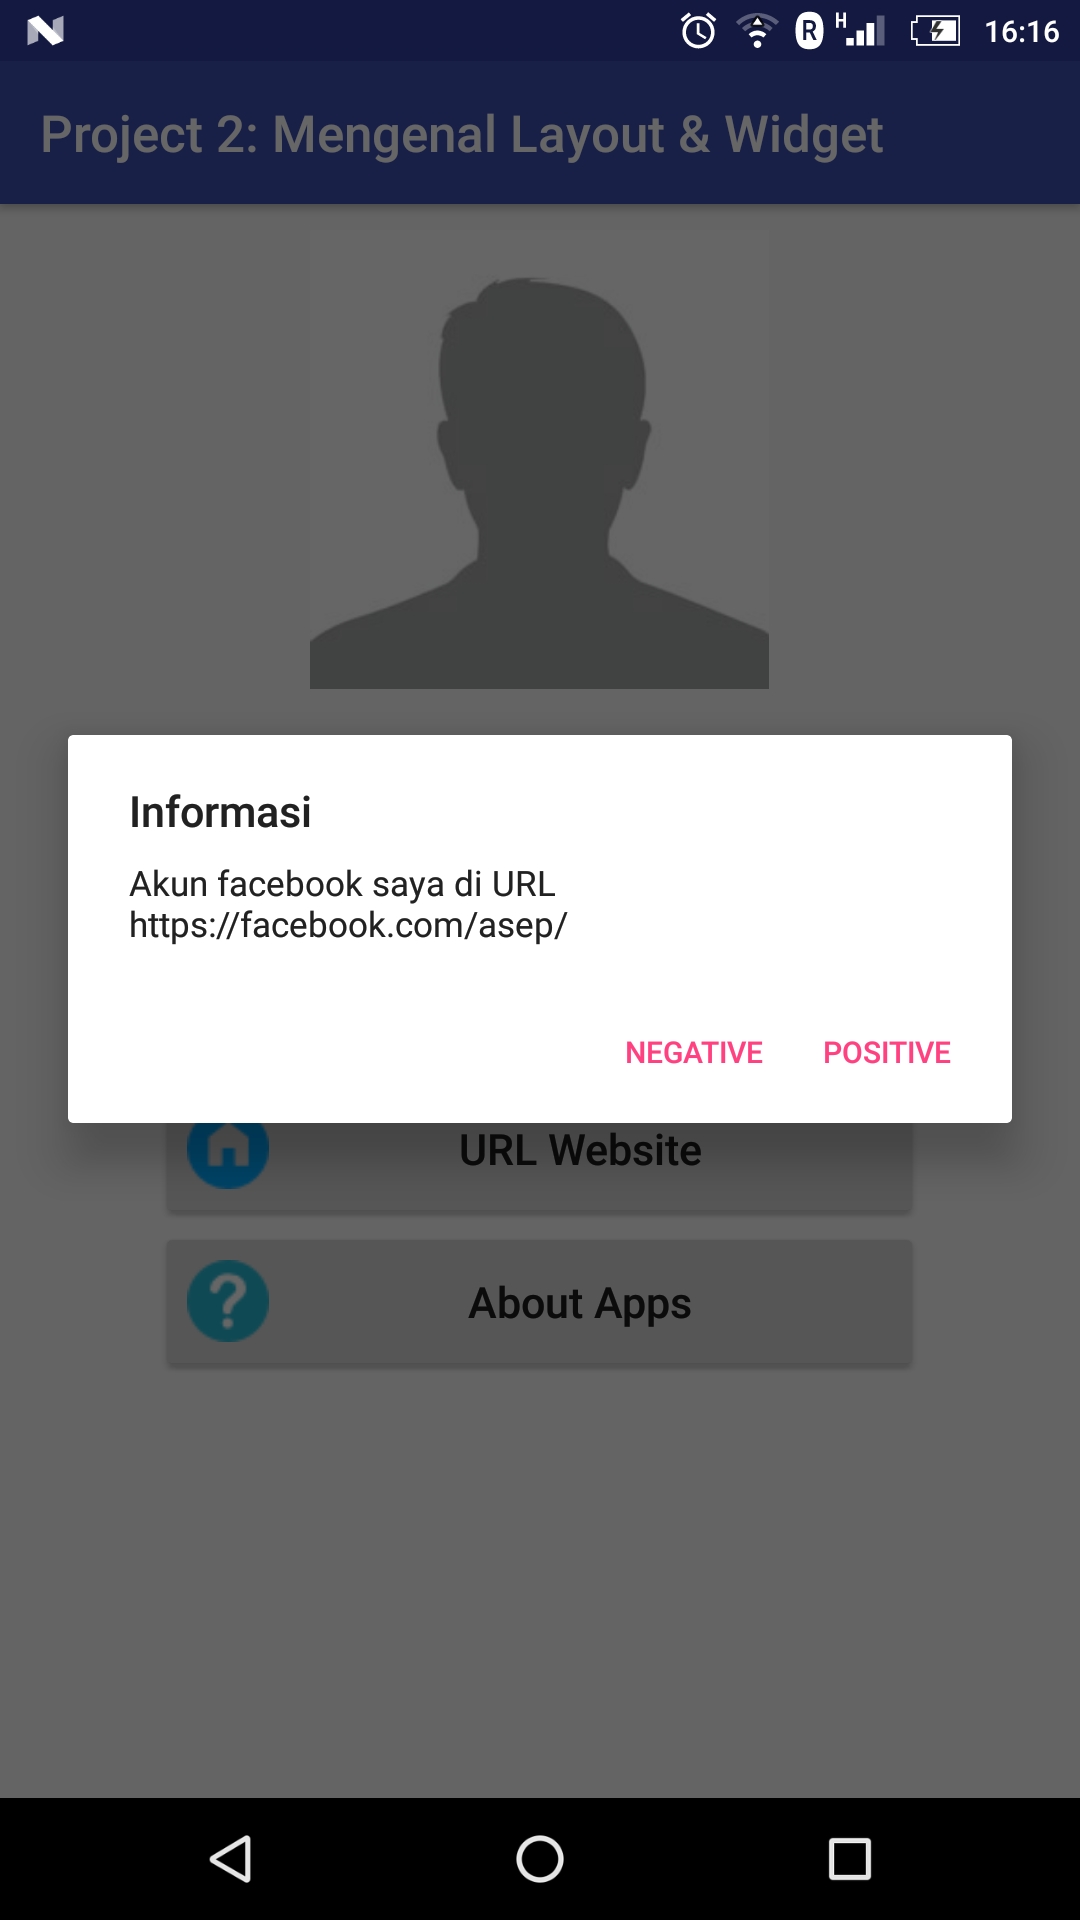 R H 16:16
Project 2: Mengenal Layout & Widget
Informasi
Akun facebook saya di URL
https://facebook.com/asep/
NEGATIVE POSITIVE
URL Website
About Apps